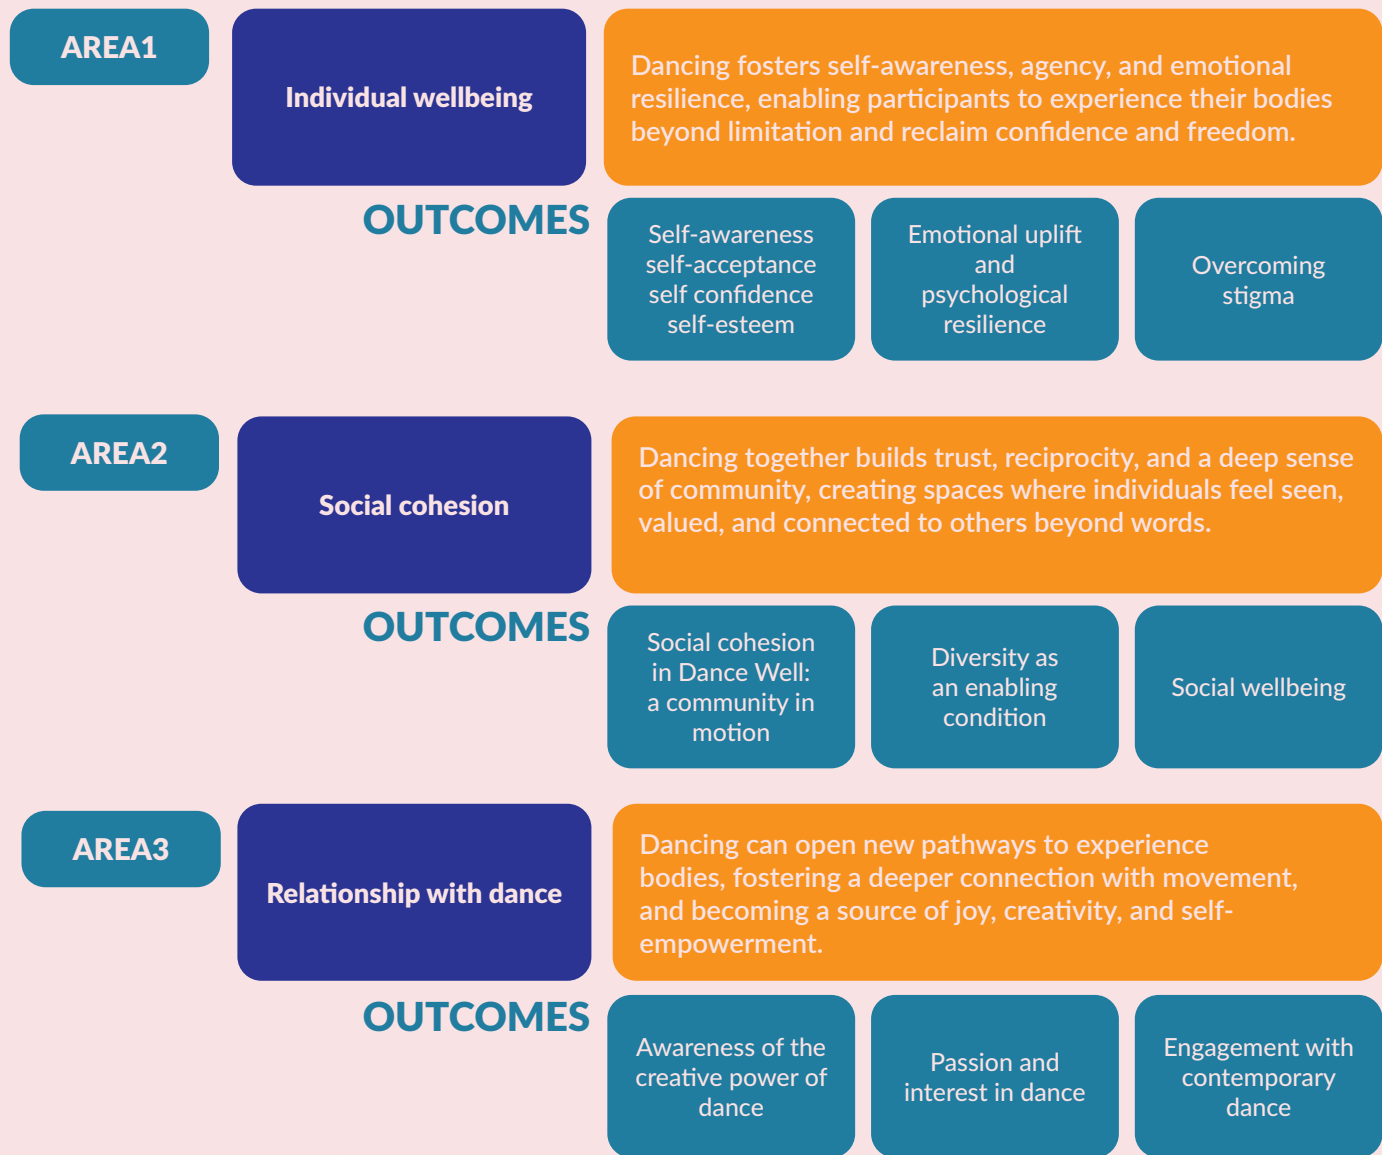 AREA1
Individual wellbeing
Dancing fosters self-awareness, agency, and emotional
resilience, enabling participants to experience their bodies
beyond limitation and reclaim confidence and freedom.
OUTCOMES
Self-awareness
self-acceptance
self confidence
self-esteem
Emotional uplift
and
psychological
resilience
Overcoming
stigma
AREA2
Social cohesion
Dancing together builds trust, reciprocity, and a deep sense
of community, creating spaces where individuals feel seen,
valued, and connected to others beyond words.
OUTCOMES
Social cohesion
in Dance Well:
a community in
motion
Diversity as
an enabling
condition
Social wellbeing
AREA3
Relationship with dance
Dancing can open new pathways to experience
bodies, fostering a deeper connection with movement,
and becoming a source of joy, creativity, and self-
empowerment.
OUTCOMES
Awareness of the
creative power of
dance
Passion and
interest in dance
Engagement with
contemporary
dance